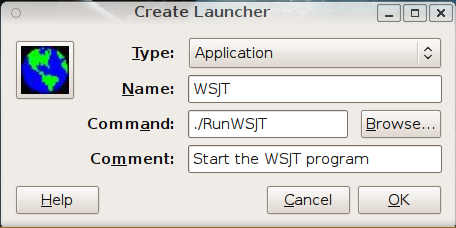 Create Launcher
Type: Application
Name: WSJT
Command: ./RunWSJT Browse...
Comment: Start the WSJT program
Help Cancel OK